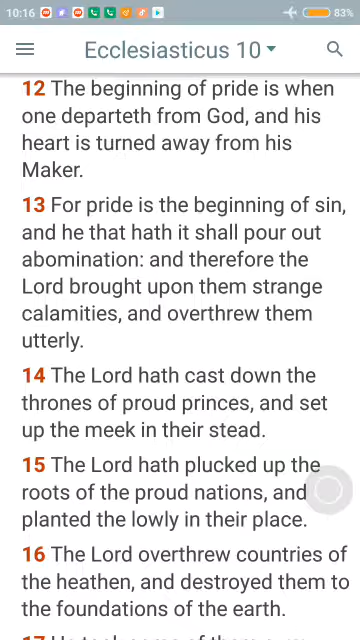 10:16
83%
Ecclesiasticus 10
12 The beginning of pride is when
one departeth from God, and his
heart is turned away from his
Maker.
13 For pride is the beginning of sin,
and he that hath it shall pour out
abomination: and therefore the
Lord brought upon them strange
calamities, and overthrew them
utterly.
14 The Lord hath cast down the
thrones of proud princes, and set
up the meek in their stead.
15 The Lord hath plucked up the
roots of the proud nations, and
planted the lowly in their place.
16 The Lord overthrew countries of
the heathen, and destroyed them to
the foundations of the earth.